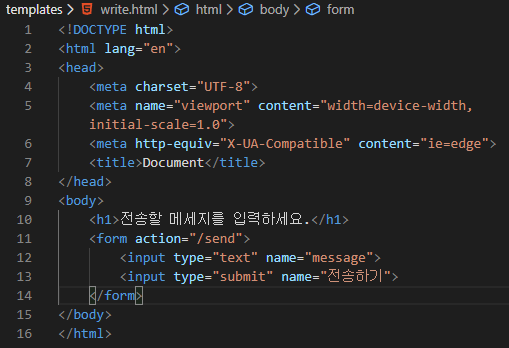 templates > write.html > html > body > form
1 <!DOCTYPE html>
2 <html lang="en">
3 <head>
4 <meta charset="UTF-8">
5 <meta name="viewport" content="width=device-width,
initial-scale=1.0">
6 <meta http-equiv="X-UA-Compatible" content="ie=edge">
7 <title>Document</title>
8 </head>
9 <body>
10 <h1>전송할 메세지를 입력하세요.</h1>
11 <form action="/send">
12 <input type="text" name="message">
13 <input type="submit" name="전송하기">
14 </form>
15 </body>
16 </html>